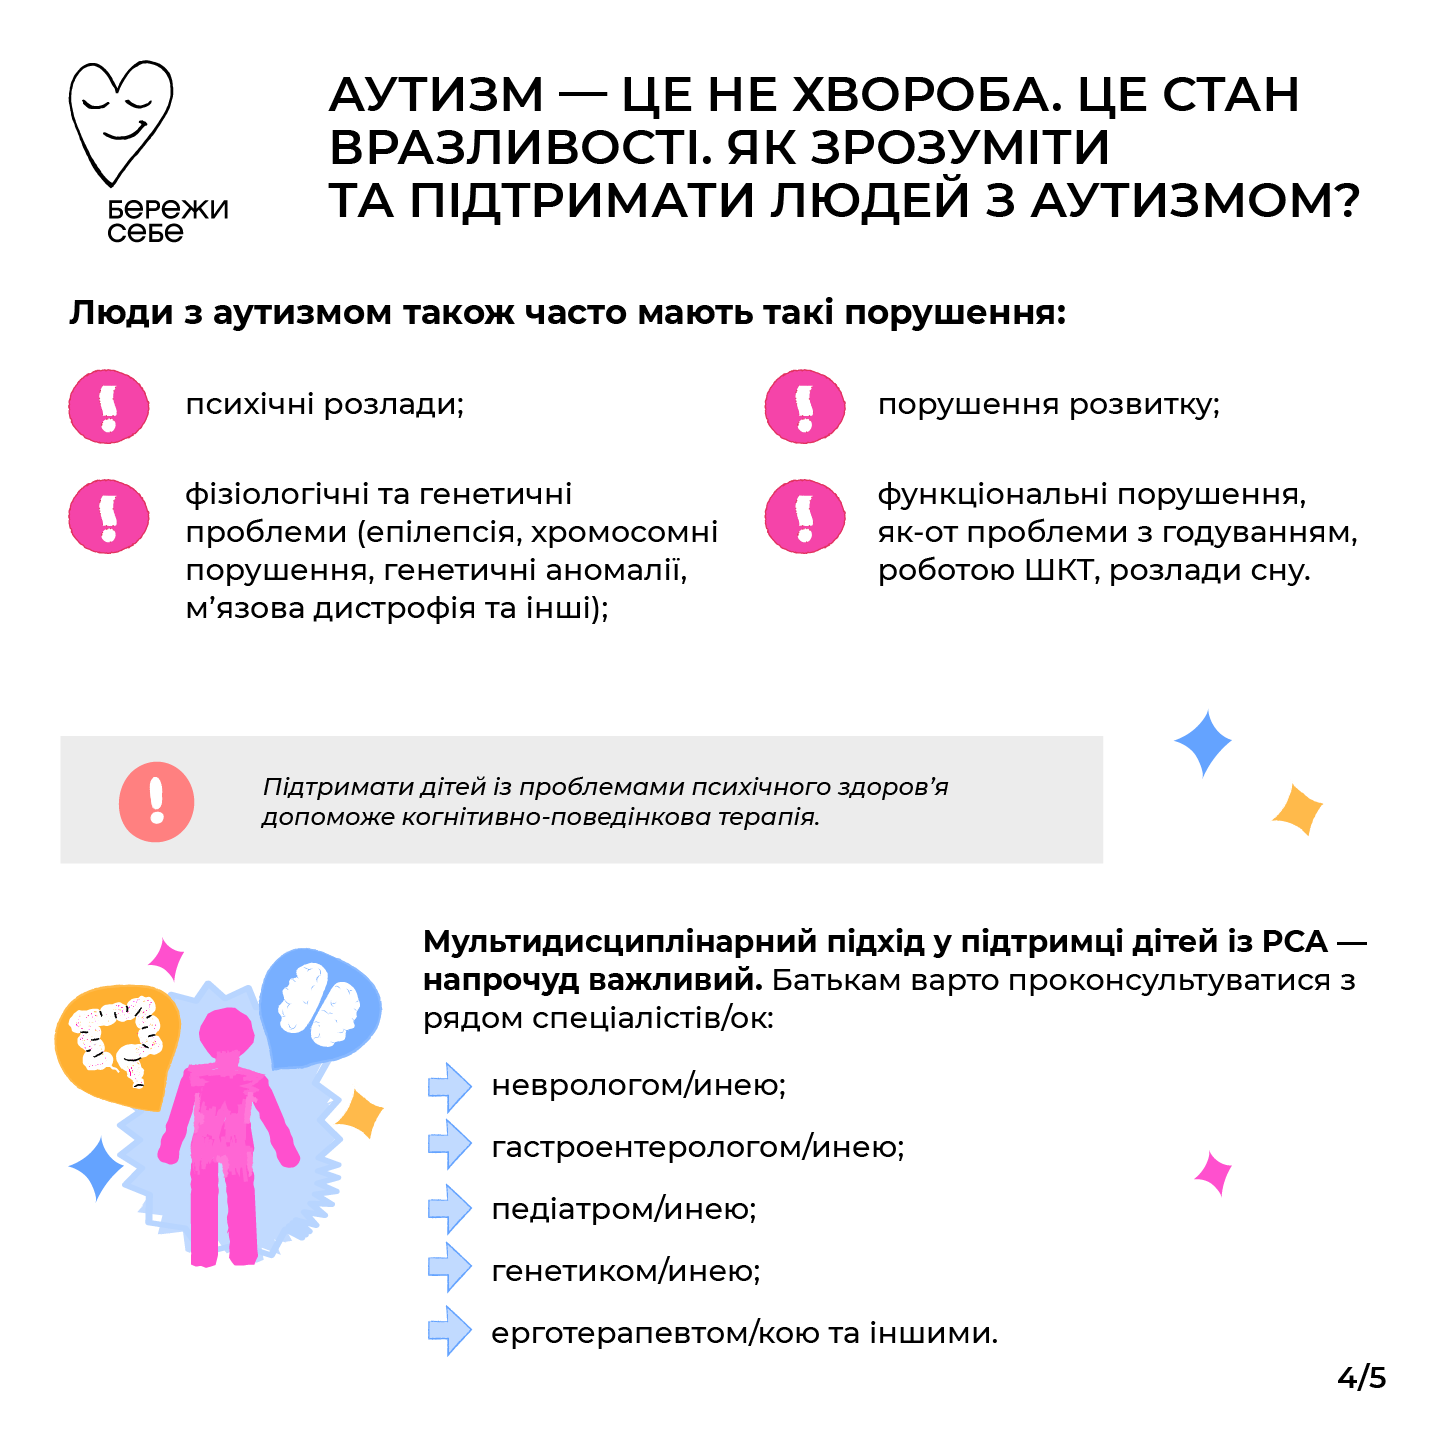 БЕРЕЖИ
СЕБЕ
АУТИЗМ — ЦЕ НЕ ХВОРОБА. ЦЕ СТАН
ВРАЗЛИВОСТІ. ЯК ЗРОЗУМІТИ
ТА ПІДТРИМАТИ ЛЮДЕЙ З АУТИЗМОМ?
Люди з аутизмом також часто мають такі порушення:
психічні розлади;
фізіологічні та генетичні
проблеми (епілепсія, хромосомні
порушення, генетичні аномалії,
м’язова дистрофія та інші);
порушення розвитку;
функціональні порушення,
як-от проблеми з годуванням,
роботою ШКТ, розлади сну.
Підтримати дітей із проблемами психічного здоров’я
допоможе когнітивно-поведінкова терапія.
Мультидисциплінарний підхід у підтримці дітей із РСА —
напрочуд важливий. Батькам варто проконсультуватися з
рядом спеціалістів/ок:
неврологом/инею;
гастроентерологом/инею;
педіатром/инею;
генетиком/инею;
ерготерапевтом/кою та іншими.
4/5